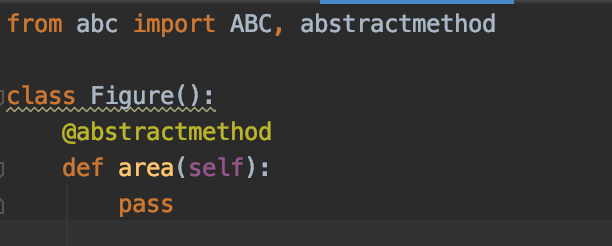 from abc import ABC, abstractmethod
class Figure():
    @abstractmethod
    def area(self):
        pass